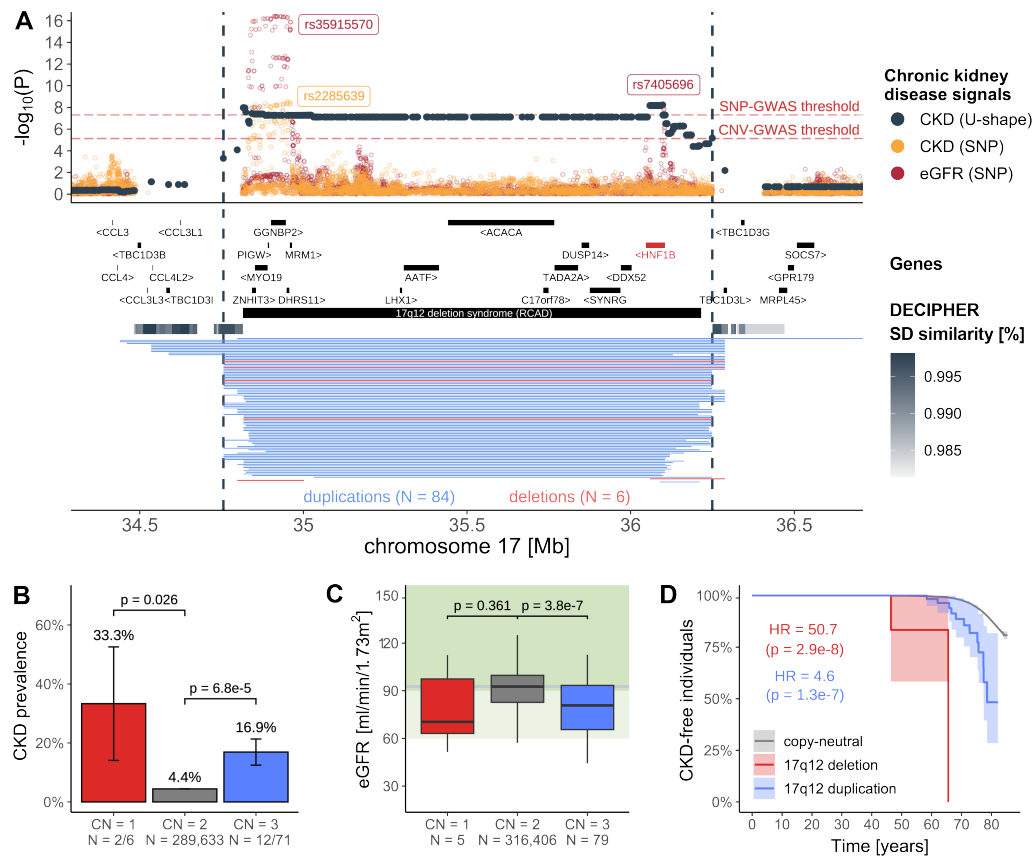 A
16
14
12
10
8
6
4
2
0
-log10(P)
rs35915570
rs2285639
rs7405696
SNP-GWAS threshold
CNV-GWAS threshold
Chronic kidney
disease signals
CKD (U-shape)
CKD (SNP)
eGFR (SNP)
<CCL3
<CCL3L1
GGNBP2>
<ACACA
<TBC1D3G
<TBC1D3B
PIGW>
MRM1>
DUSP14>
<HNF1B
SOCS7>
CCL4>
CCL4L2>
<MYO19
AATF>
TADA2A>
<DDX52
<GPR179
<CCL3L3
<TBC1D3I
ZNHIT3>
DHRS11>
LHX1>
C17orf78>
<SYNRG
TBC1D3L>
MRPL45>
Genes
17q12 deletion syndrome (RCAD)
DECIPHER
SD similarity [%]
0.995
0.990
0.985
duplications (N = 84)
deletions (N = 6)
34.5
35
35.5
36
36.5
chromosome 17 [Mb]
B
CKD prevalence
60%
40%
20%
0%
p = 0.026
33.3%
p = 6.8e-5
16.9%
4.4%
CN = 1
CN = 2
CN = 3
N = 2/6
N = 289,633
N = 12/71
C
eGFR [ml/min/1.73m2]
150
120
90
60
30
p = 0.361
p = 3.8e-7
CN = 1
CN = 2
CN = 3
N = 5
N = 316,406
N = 79
D
CKD-free individuals
100%
75%
50%
25%
0%
HR = 50.7
(p = 2.9e-8)
HR = 4.6
(p = 1.3e-7)
copy-neutral
17q12 deletion
17q12 duplication
0
10
20
30
40
50
60
70
80
Time [years]